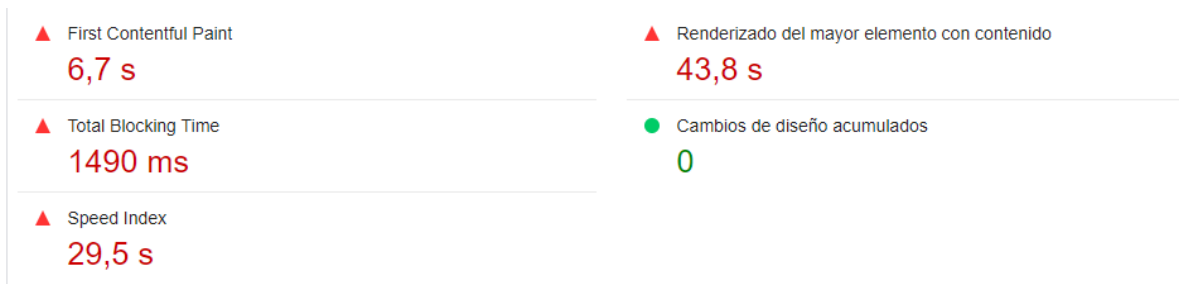 First Contentful Paint
6,7 s
Renderizado del mayor elemento con contenido
43,8 s
Total Blocking Time
1490 ms
Cambios de diseño acumulados
0
Speed Index
29,5 s